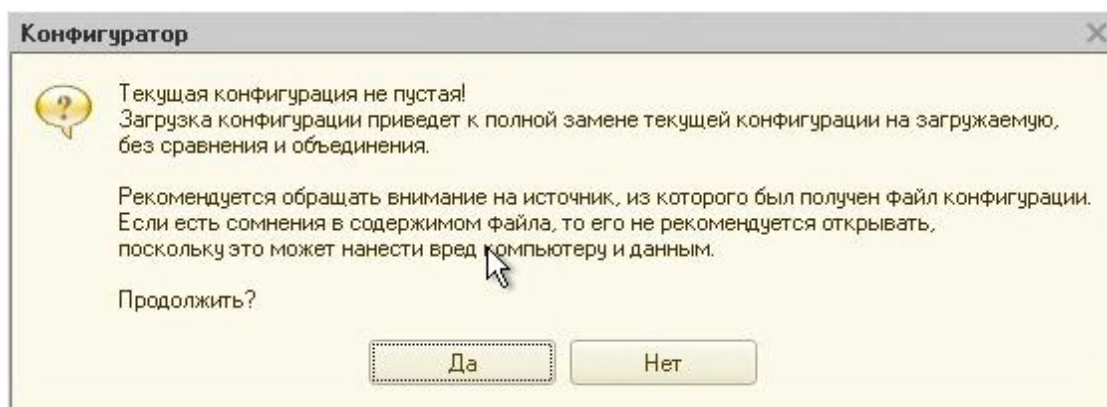 Конфигуратор
Текущая конфигурация не пустая!
Загрузка конфигурации приведет к полной замене текущей конфигурации на загружаемую,
без сравнения и объединения.
Рекомендуется обращать внимание на источник, из которого был получен файл конфигурации.
Если есть сомнения в содержимом файла, то его не рекомендуется открывать,
поскольку это может нанести вред компьютеру и данным.
Продолжить?
Да
Нет